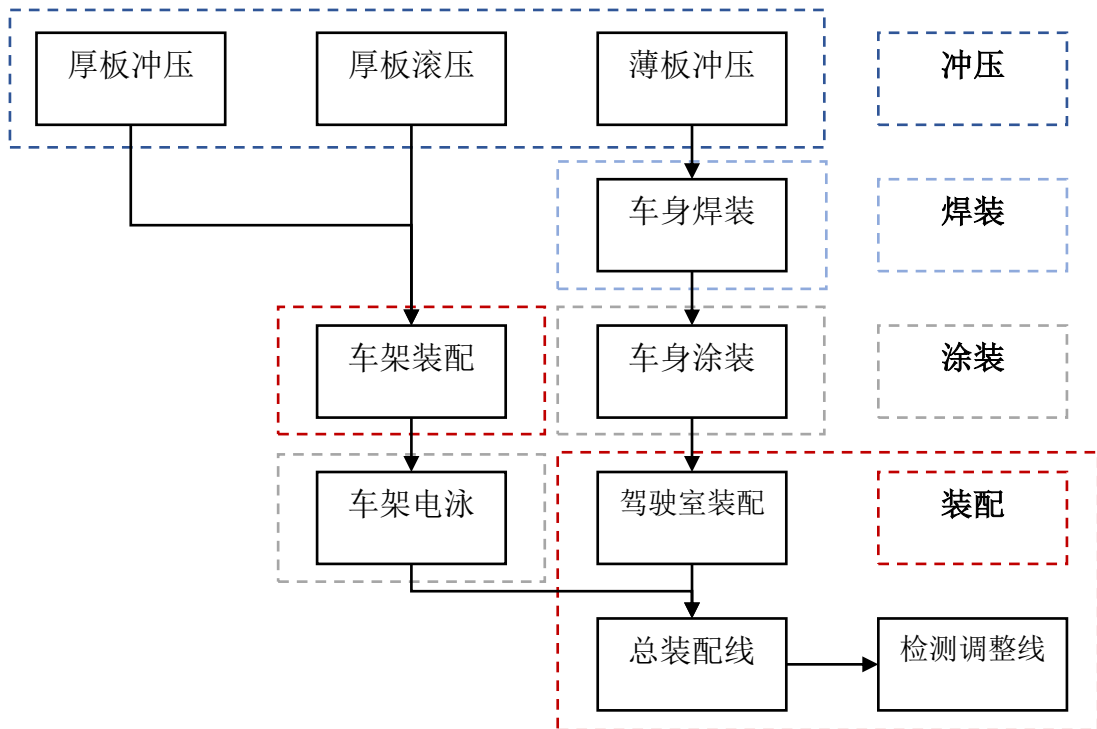 厚板冲压
厚板滚压
薄板冲压
冲压
车身焊装
焊装
车架装配
车身涂装
涂装
车架电泳
驾驶室装配
装配
总装配线
检测调整线